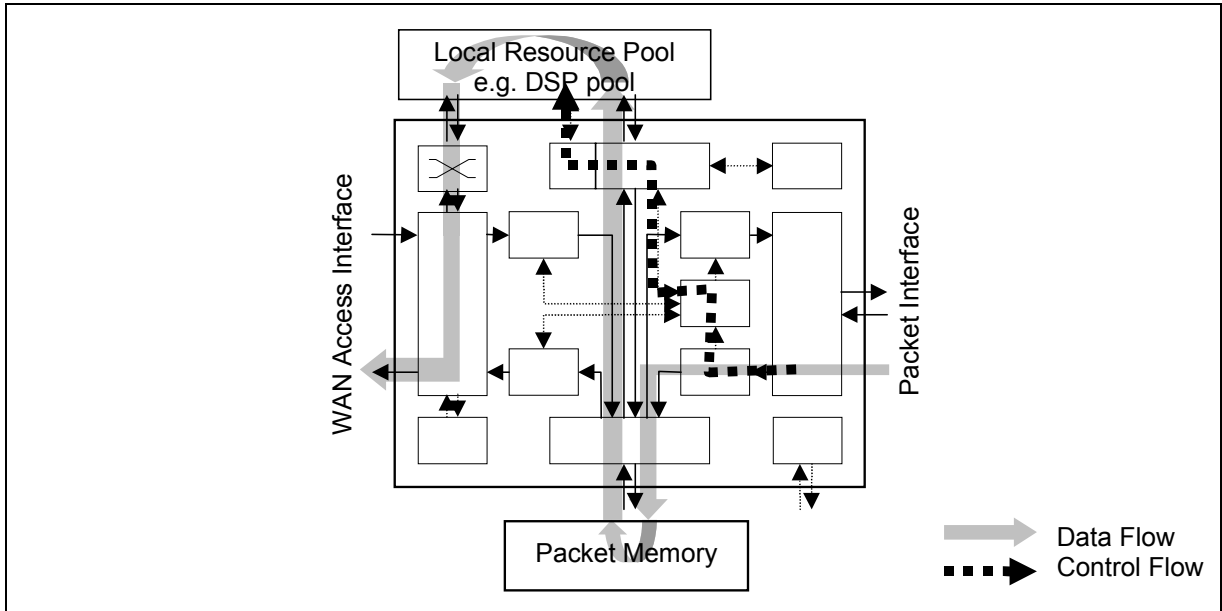 Local Resource Pool
e.g. DSP pool
WAN Access Interface
Packet Interface
Packet Memory
Data Flow
Control Flow